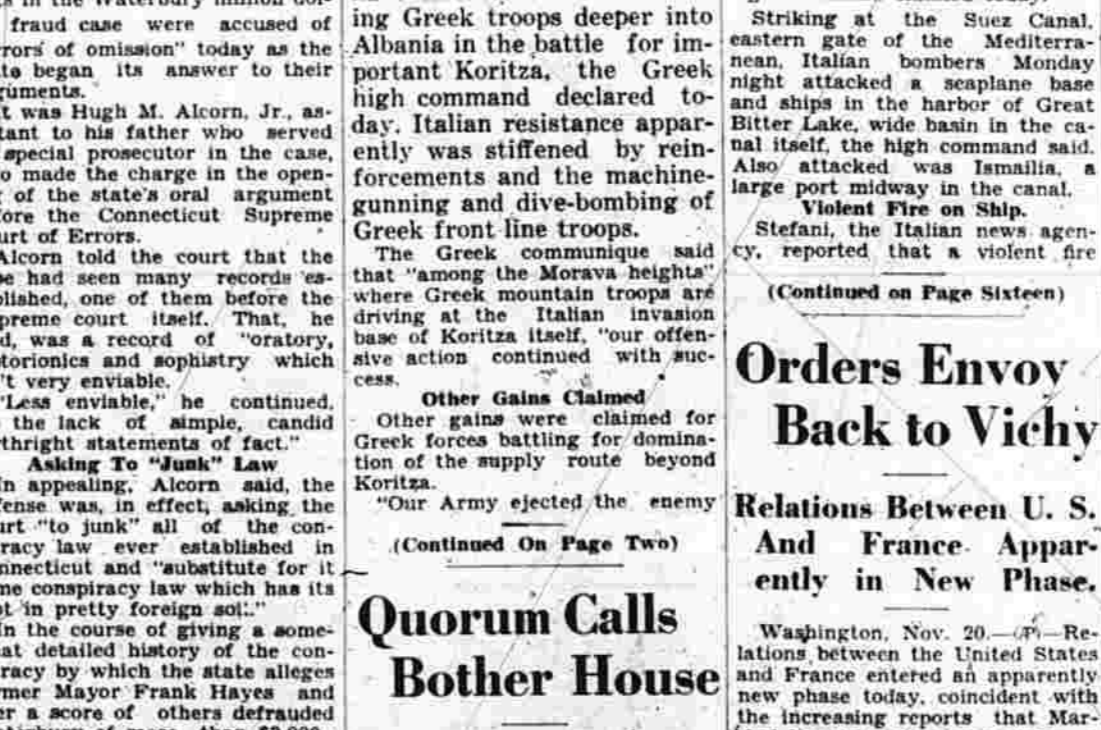 in the Waterbury million dol-
fraud case were accused of
rors of omission" today as the
te began its answer to their
guments.
t was Hugh M. Alcorn, Jr., as-
tant to his father who served
special prosecutor in the case,
o made the charge in the open-
of the state's oral argument
fore the Connecticut Supreme
urt of Errors.
Alcorn told the court that the
e had seen many records es-
blished, one of them before the
preme court itself. That, he
d, was a record of "oratory,
torionics and sophistry which
't very enviable.
"Less enviable," he continued,
the lack of simple, candid
thright statements of fact."
Asking To "Junk" Law
In appealing, Alcorn said, the
fense was, in effect, asking the
urt "to junk" all of the con-
racy law ever established in
nnecticut and "substitute for it
me conspiracy law which has its
ot in pretty foreign soil."
In the course of giving a some-
at detailed history of the con-
racy by which the state alleges
rmer Mayor Frank Hayes and
er a score of others defrauded
ing Greek troops deeper into
Albania in the battle for im-
portant Koritza, the Greek
high command declared to-
day. Italian resistance appar-
ently was stiffened by rein-
forcements and the machine-
gunning and dive-bombing of
Greek front line troops.
The Greek communique said
that "among the Morava heights"
where Greek mountain troops are
driving at the Italian invasion
base of Koritza itself, "our offen-
sive action continued with suc-
cess.
Other Gains Claimed
Other gains were claimed for
Greek forces battling for domina-
tion of the supply route beyond
Koritza.
"Our Army ejected the enemy
(Continued On Page Two)
Quorum Calls
Bother House
Striking at the Suez Canal,
eastern gate of the Mediterra-
nean, Italian bombers Monday
night attacked a seaplane base
and ships in the harbor of Great
Bitter Lake, wide basin in the ca-
nal itself, the high command said.
Also attacked was Ismailia, a
large port midway in the canal.
Violent Fire on Ship.
Stefani, the Italian news agen-
cy, reported that a violent fire
(Continued on Page Sixteen)
Orders Envoy
Back to Vichy
Relations Between U. S.
And France Appar-
ently in New Phase.
Washington, Nov. 20.—(AP)—Re-
lations between the United States
and France entered an apparently
new phase today, coincident with
the increasing reports that Mar-